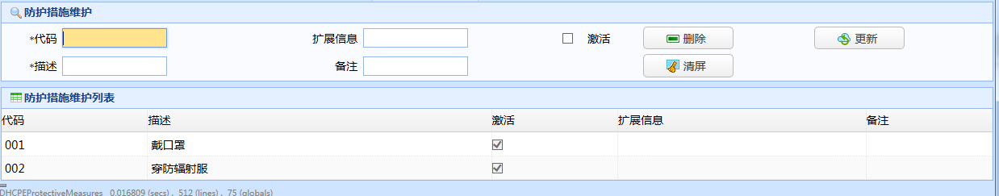 防护措施维护
*代码 扩展信息 激活 删除 更新
*描述 备注 清屏
防护措施维护列表
代码 描述 激活 扩展信息 备注
001 戴口罩
002 穿防辐射服
DHCPEProtectiveMeasures 0.016809 (secs) , 512 (lines) , 75 (globals)